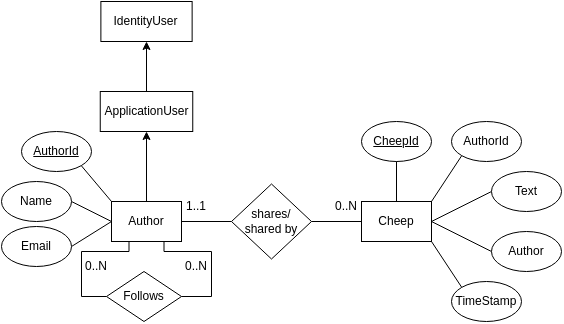 IdentityUser
ApplicationUser
AuthorId
CheepId
AuthorId
Name
Email
Author
1..1
shares/
shared by
0..N
Cheep
Text
Author
TimeStamp
0..N
0..N
Follows